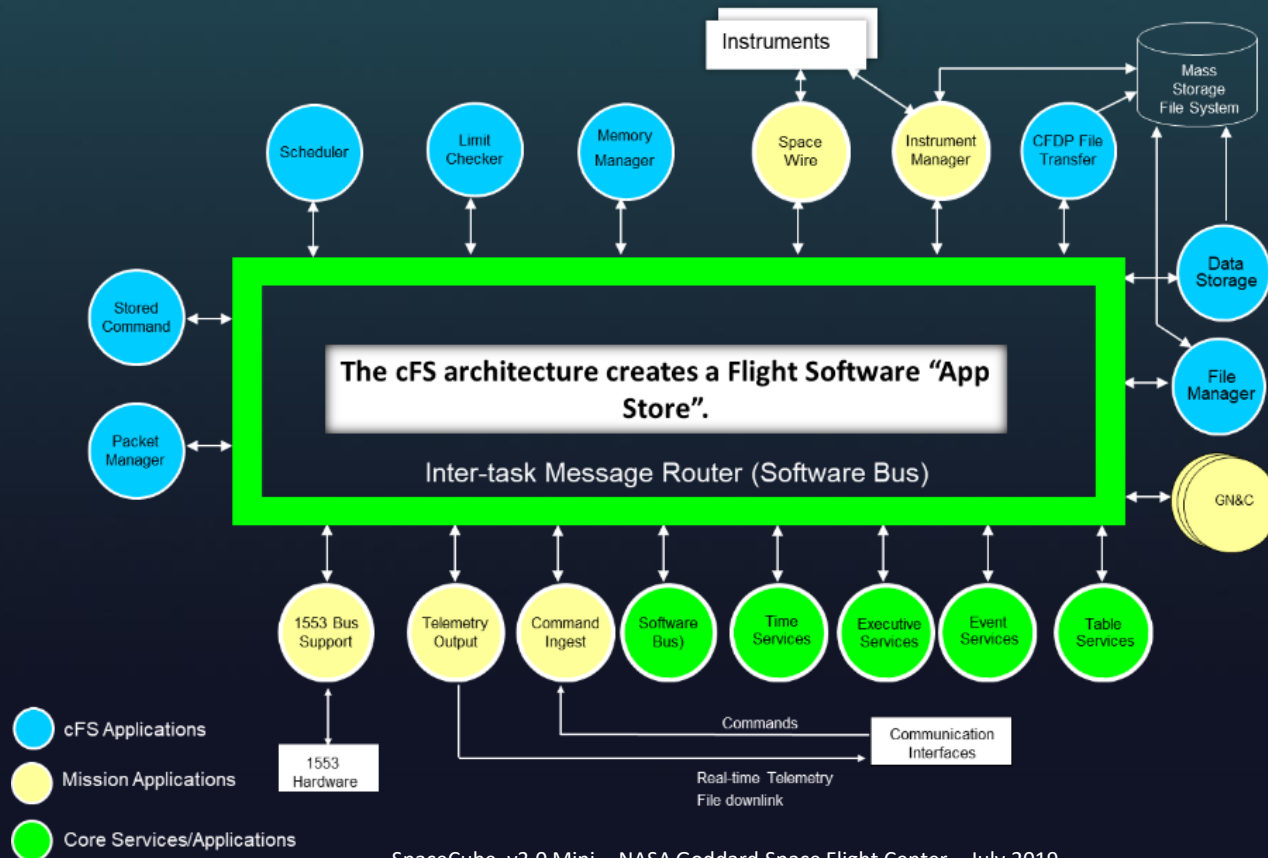 Instruments
Mass
Storage
File System
Scheduler
Limit
Checker
Memory
Manager
Space
Wire
Instrument
Manager
CFDP File
Transfer
Data
Storage
Stored
Command
The cFS architecture creates a Flight Software “App
Store”.
File
Manager
Packet
Manager
Inter-task Message Router (Software Bus)
GN&C
1553 Bus
Support
Telemetry
Output
Command
Ingest
Software
Bus)
Time
Services
Executive
Services
Event
Services
Table
Services
cFS Applications
Mission Applications
Core Services/Applications
1553
Hardware
Commands
Communication
Interfaces
Real-time Telemetry
File downlink